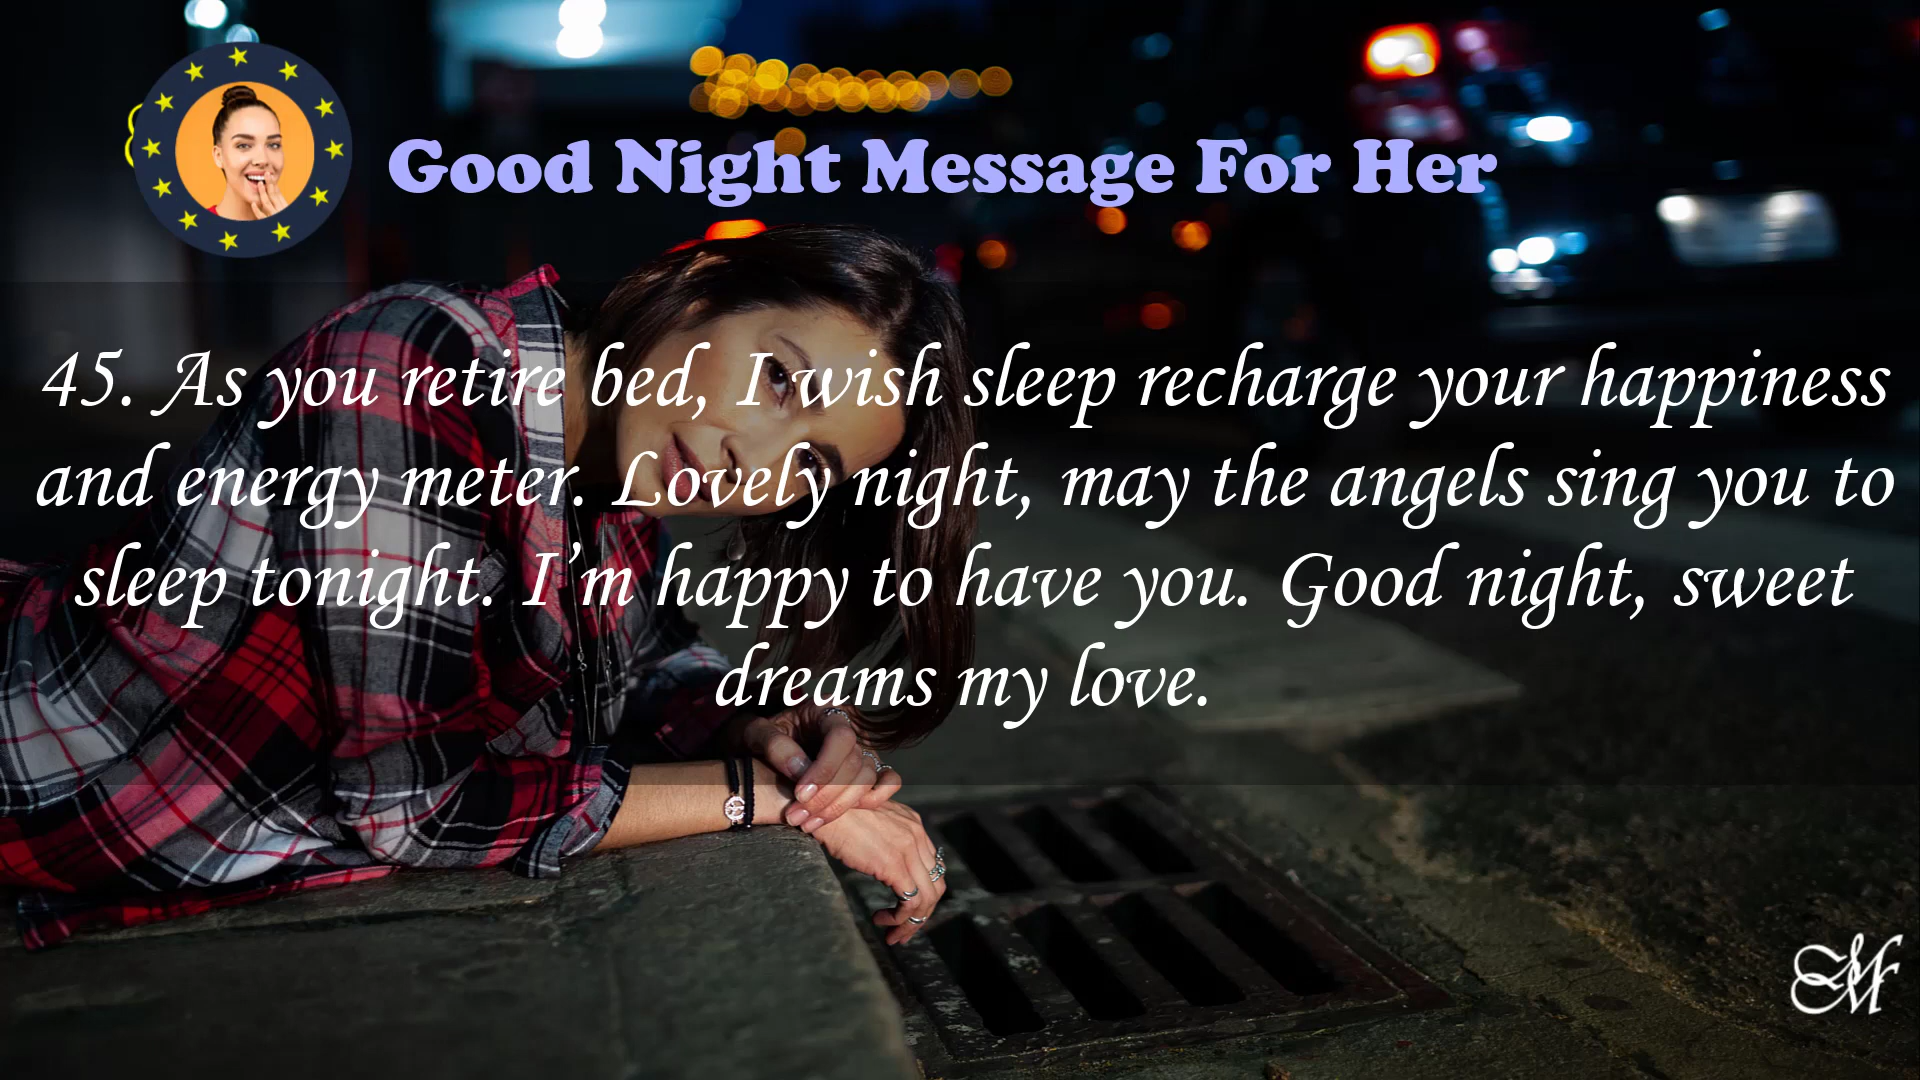 Good Night Message For Her
45. As you retire bed, I wish sleep recharge your happiness
and energy meter. Lovely night, may the angels sing you to
sleep tonight. I’m happy to have you. Good night, sweet
dreams my love.